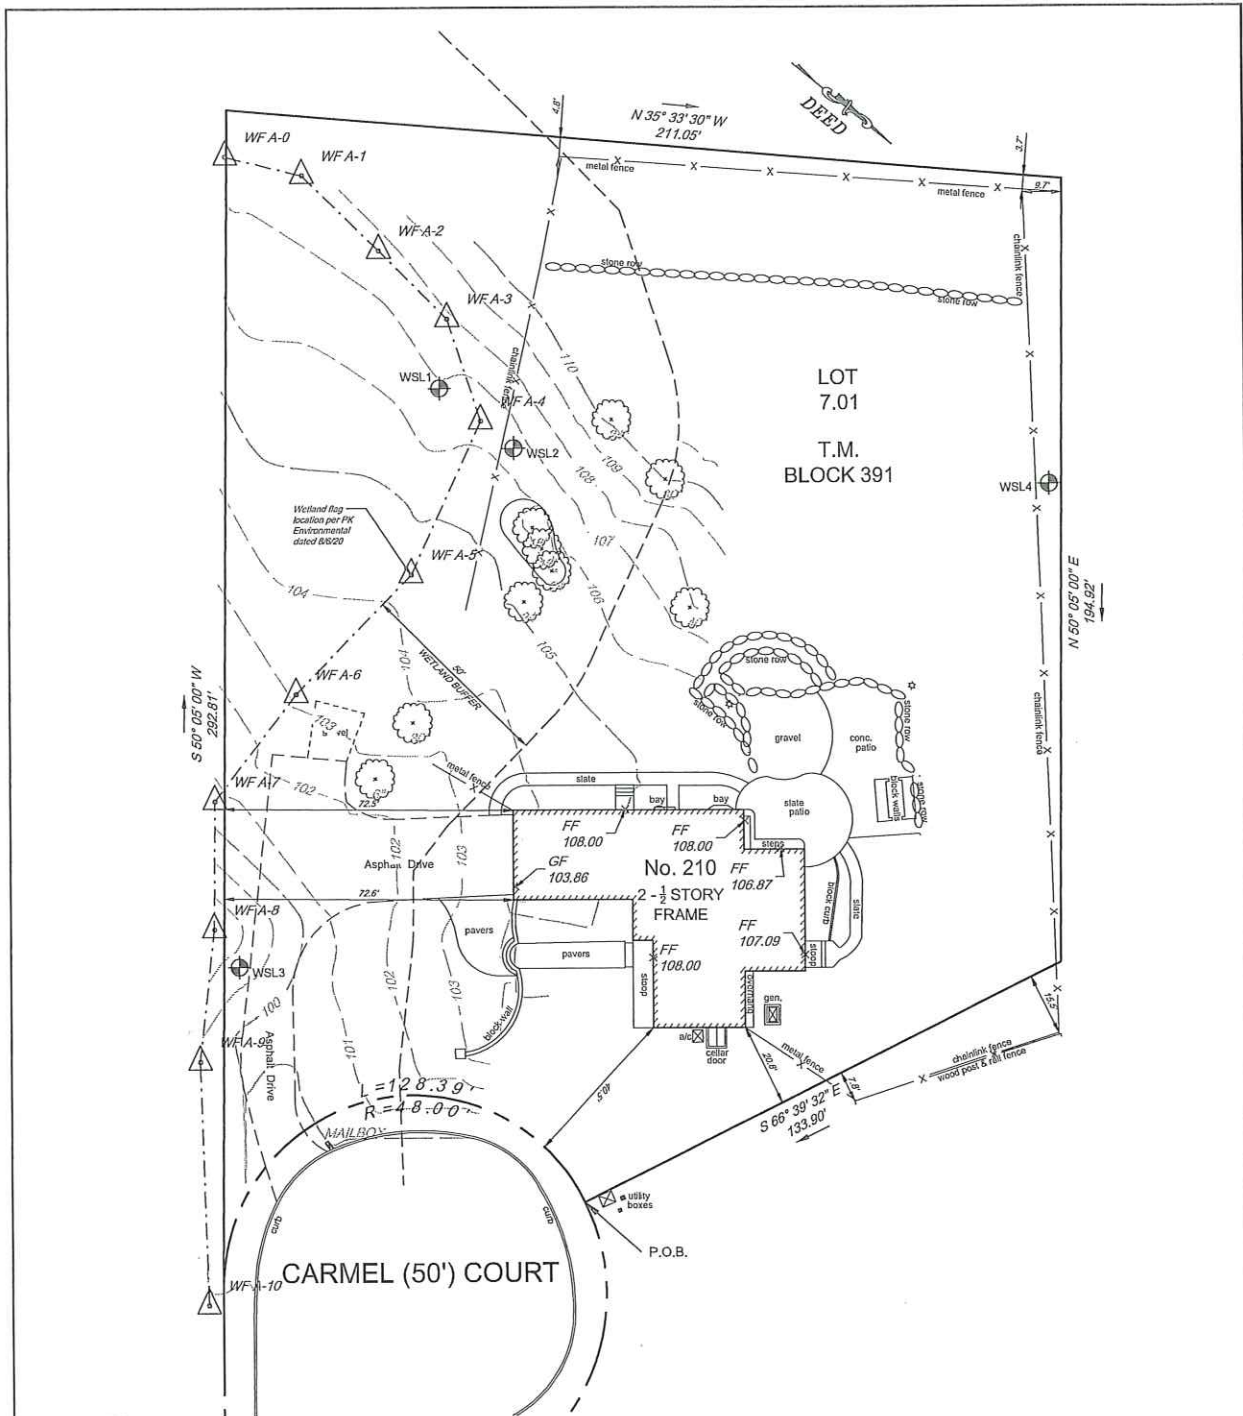 DEED
N 35° 33' 30" W
211.05'
4.8'
3.7'
9.7'
WF A-0
WF A-1
WF A-2
WF A-3
WF A-4
WF A-5
WF A-6
WF A-7
WF A-8
WF A-9
WF A-10
metal fence
metal fence
stone row
stone row
chainlink fence
chainlink fence
110
109
108
107
106
105
104
104
103
102
LOT
7.01
T.M.
BLOCK 391
WSL1
WSL2
WSL4
WSL3
Wetland flag
location per PK
Environmental
dated 8/6/20
50'
WETLAND BUFFER
S 50° 05' 00" W
292.81'
N 50° 05' 00" E
194.92'
chainlink fence
stone row
stone row
stone row
stone row
gravel
conc.
patio
block walls
slate
patio
metal fence
slate
bay
bay
72.5'
72.6'
FF
108.00
FF
108.00
steps
GF
103.86
No. 210
2 - ½ STORY
FRAME
FF
106.87
FF
107.09
FF
108.00
Asphalt Drive
102
103
pavers
pavers
stoop
stoop
block curb
slate
overhang
gen.
a/c
cellar
door
block wall
102
103
101
100
Asphalt Drive
metal fence
20.6'
40.5'
7.8'
15.5'
chainlink fence
wood post & rail fence
S 66° 39' 32" E
133.90'
L=128.39'
R=48.00'
MAILBOX
curb
curb
utility
boxes
P.O.B.
CARMEL (50') COURT